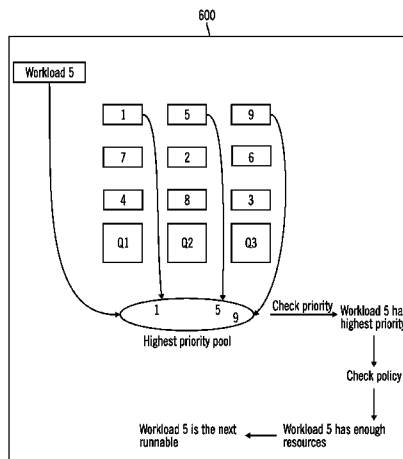 600
Workload 5
1 5 9
7 2 6
4 8 3
Q1 Q2 Q3
1 5 9
Check priority
Highest priority pool
Workload 5 ha
highest priorit
Check policy
Workload 5 is the next
runnable
Workload 5 has enough
resources